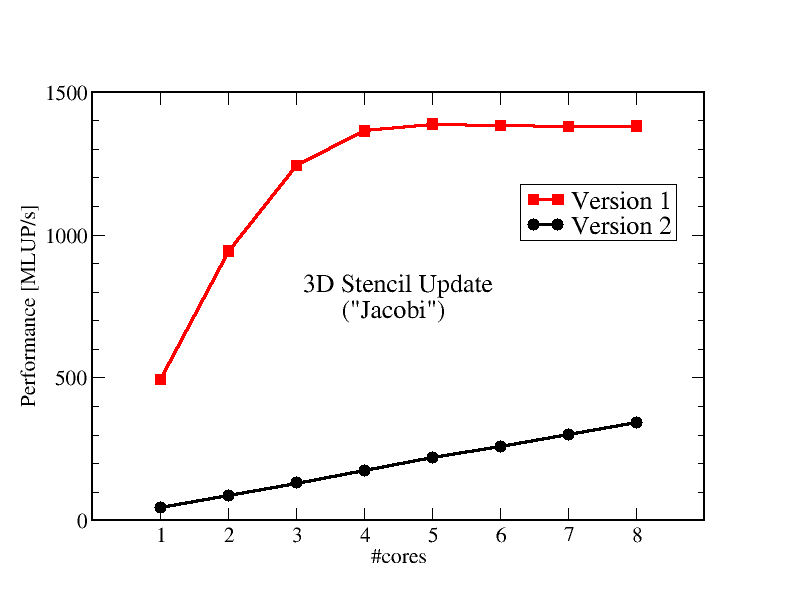 1500
1000
500
0
Performance [MLUP/s]
Version 1
Version 2
3D Stencil Update
("Jacobi")
1 2 3 4 5 6 7 8
#cores